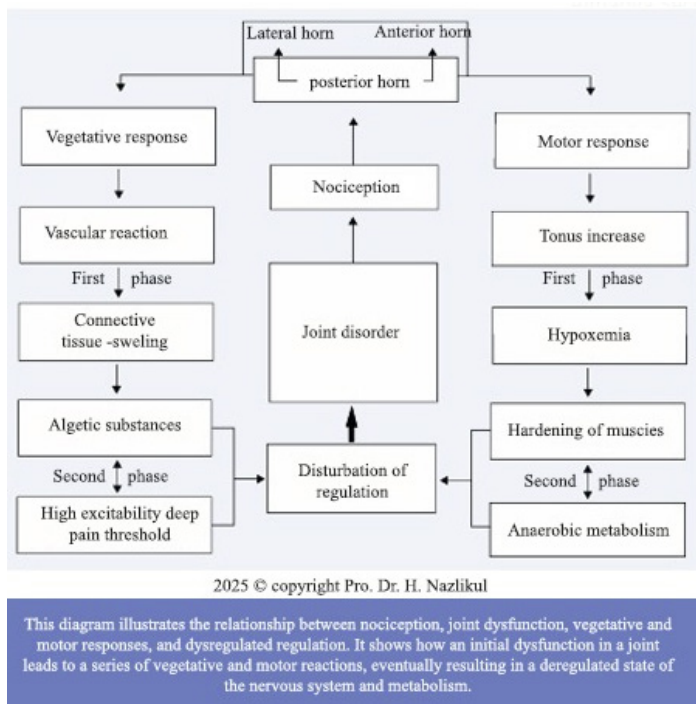 Lateral horn
Anterior horn
posterior horn
Vegetative response
Motor response
Nociception
Vascular reaction
Tonus increase
First phase
First phase
Connective
tissue -sweling
Joint disorder
Hypoxemia
Algetic substances
Hardening of muscies
Second phase
Disturbation of
regulation
Second phase
High excitability deep
pain threshold
Anaerobic metabolism
2025 © copyright Pro. Dr. H. Nazlikul
This diagram illustrates the relationship between nociception, joint dysfunction, vegetative and
motor responses, and dysregulated regulation. It shows how an initial dysfunction in a joint
leads to a series of vegetative and motor reactions, eventually resulting in a deregulated state of
the nervous system and metabolism.